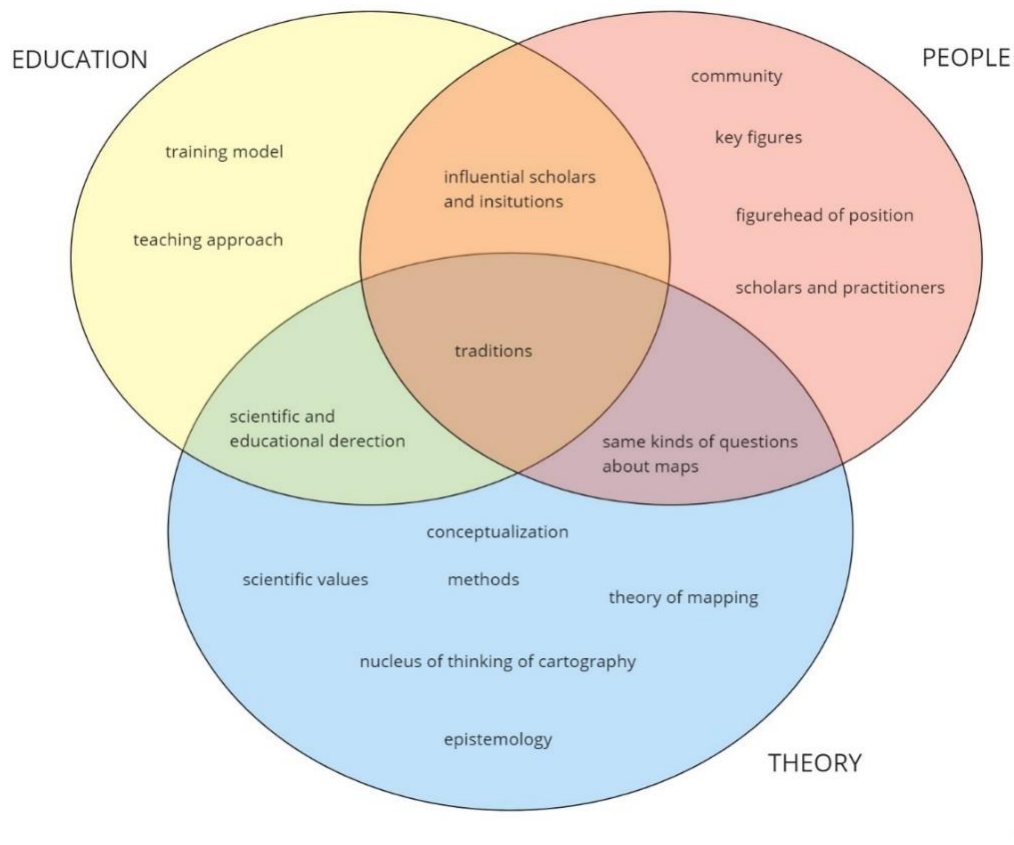 EDUCATION
PEOPLE
community
key figures
training model
influential scholars
and insitutions
figurehead of position
teaching approach
scholars and practitioners
traditions
scientific and
educational derection
same kinds of questions
about maps
conceptualization
scientific values
methods
theory of mapping
nucleus of thinking of cartography
epistemology
THEORY